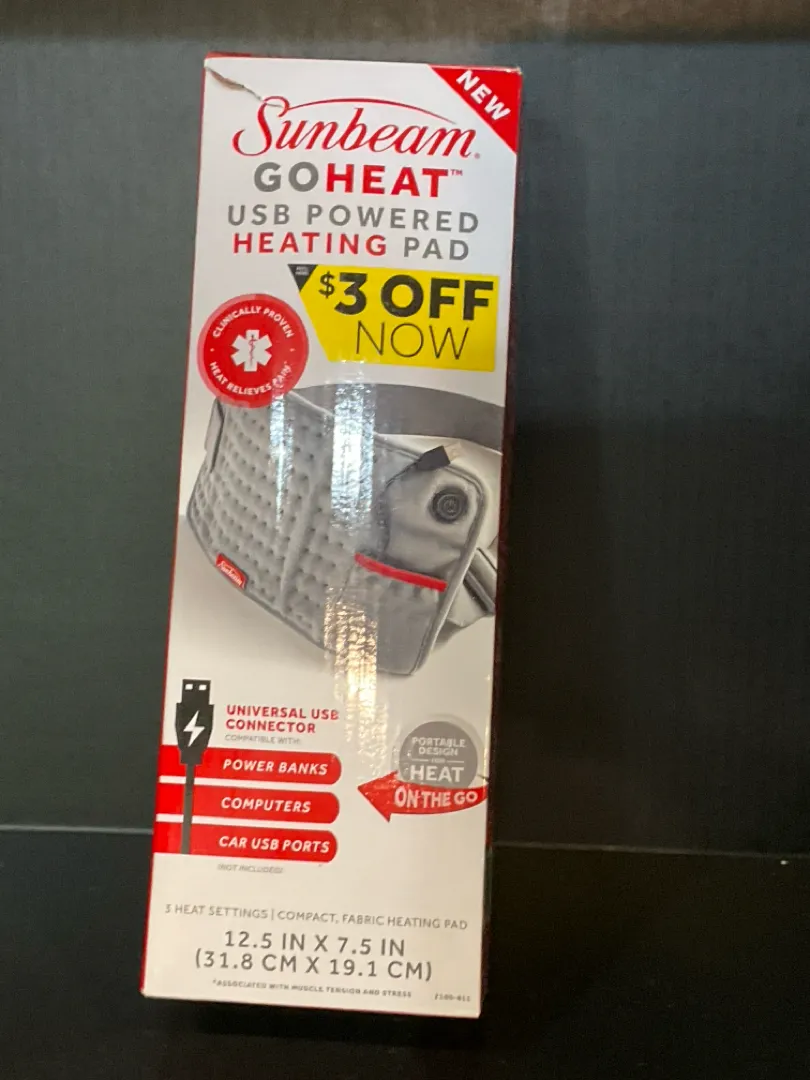 NEW
Sunbeam®
GOHEAT™
USB POWERED
HEATING PAD
$3 OFF
NOW
CLINICALLY PROVEN
HEAT RELIEVES PAIN*
Sunbeam
UNIVERSAL USB
CONNECTOR
COMPATIBLE WITH:
POWER BANKS
COMPUTERS
CAR USB PORTS
(NOT INCLUDED)
PORTABLE
DESIGN
HEAT
ON THE GO
3 HEAT SETTINGS | COMPACT, FABRIC HEATING PAD
12.5 IN X 7.5 IN
(31.8 CM X 19.1 CM)
*ASSOCIATED WITH MUSCLE TENSION AND STRESS